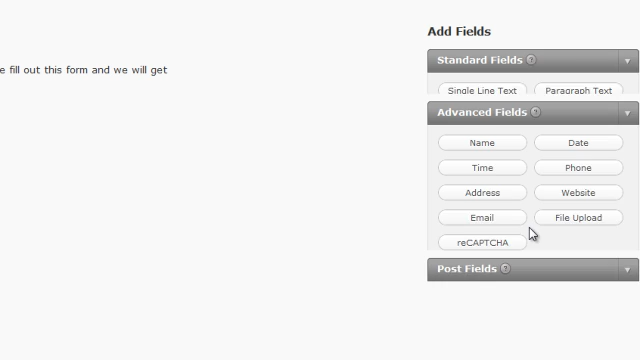 Add Fields
Standard Fields ?
Single Line Text Paragraph Text
Advanced Fields ?
e fill out this form and we will get
Name Date
Time Phone
Address Website
Email File Upload
reCAPTCHA
Post Fields ?